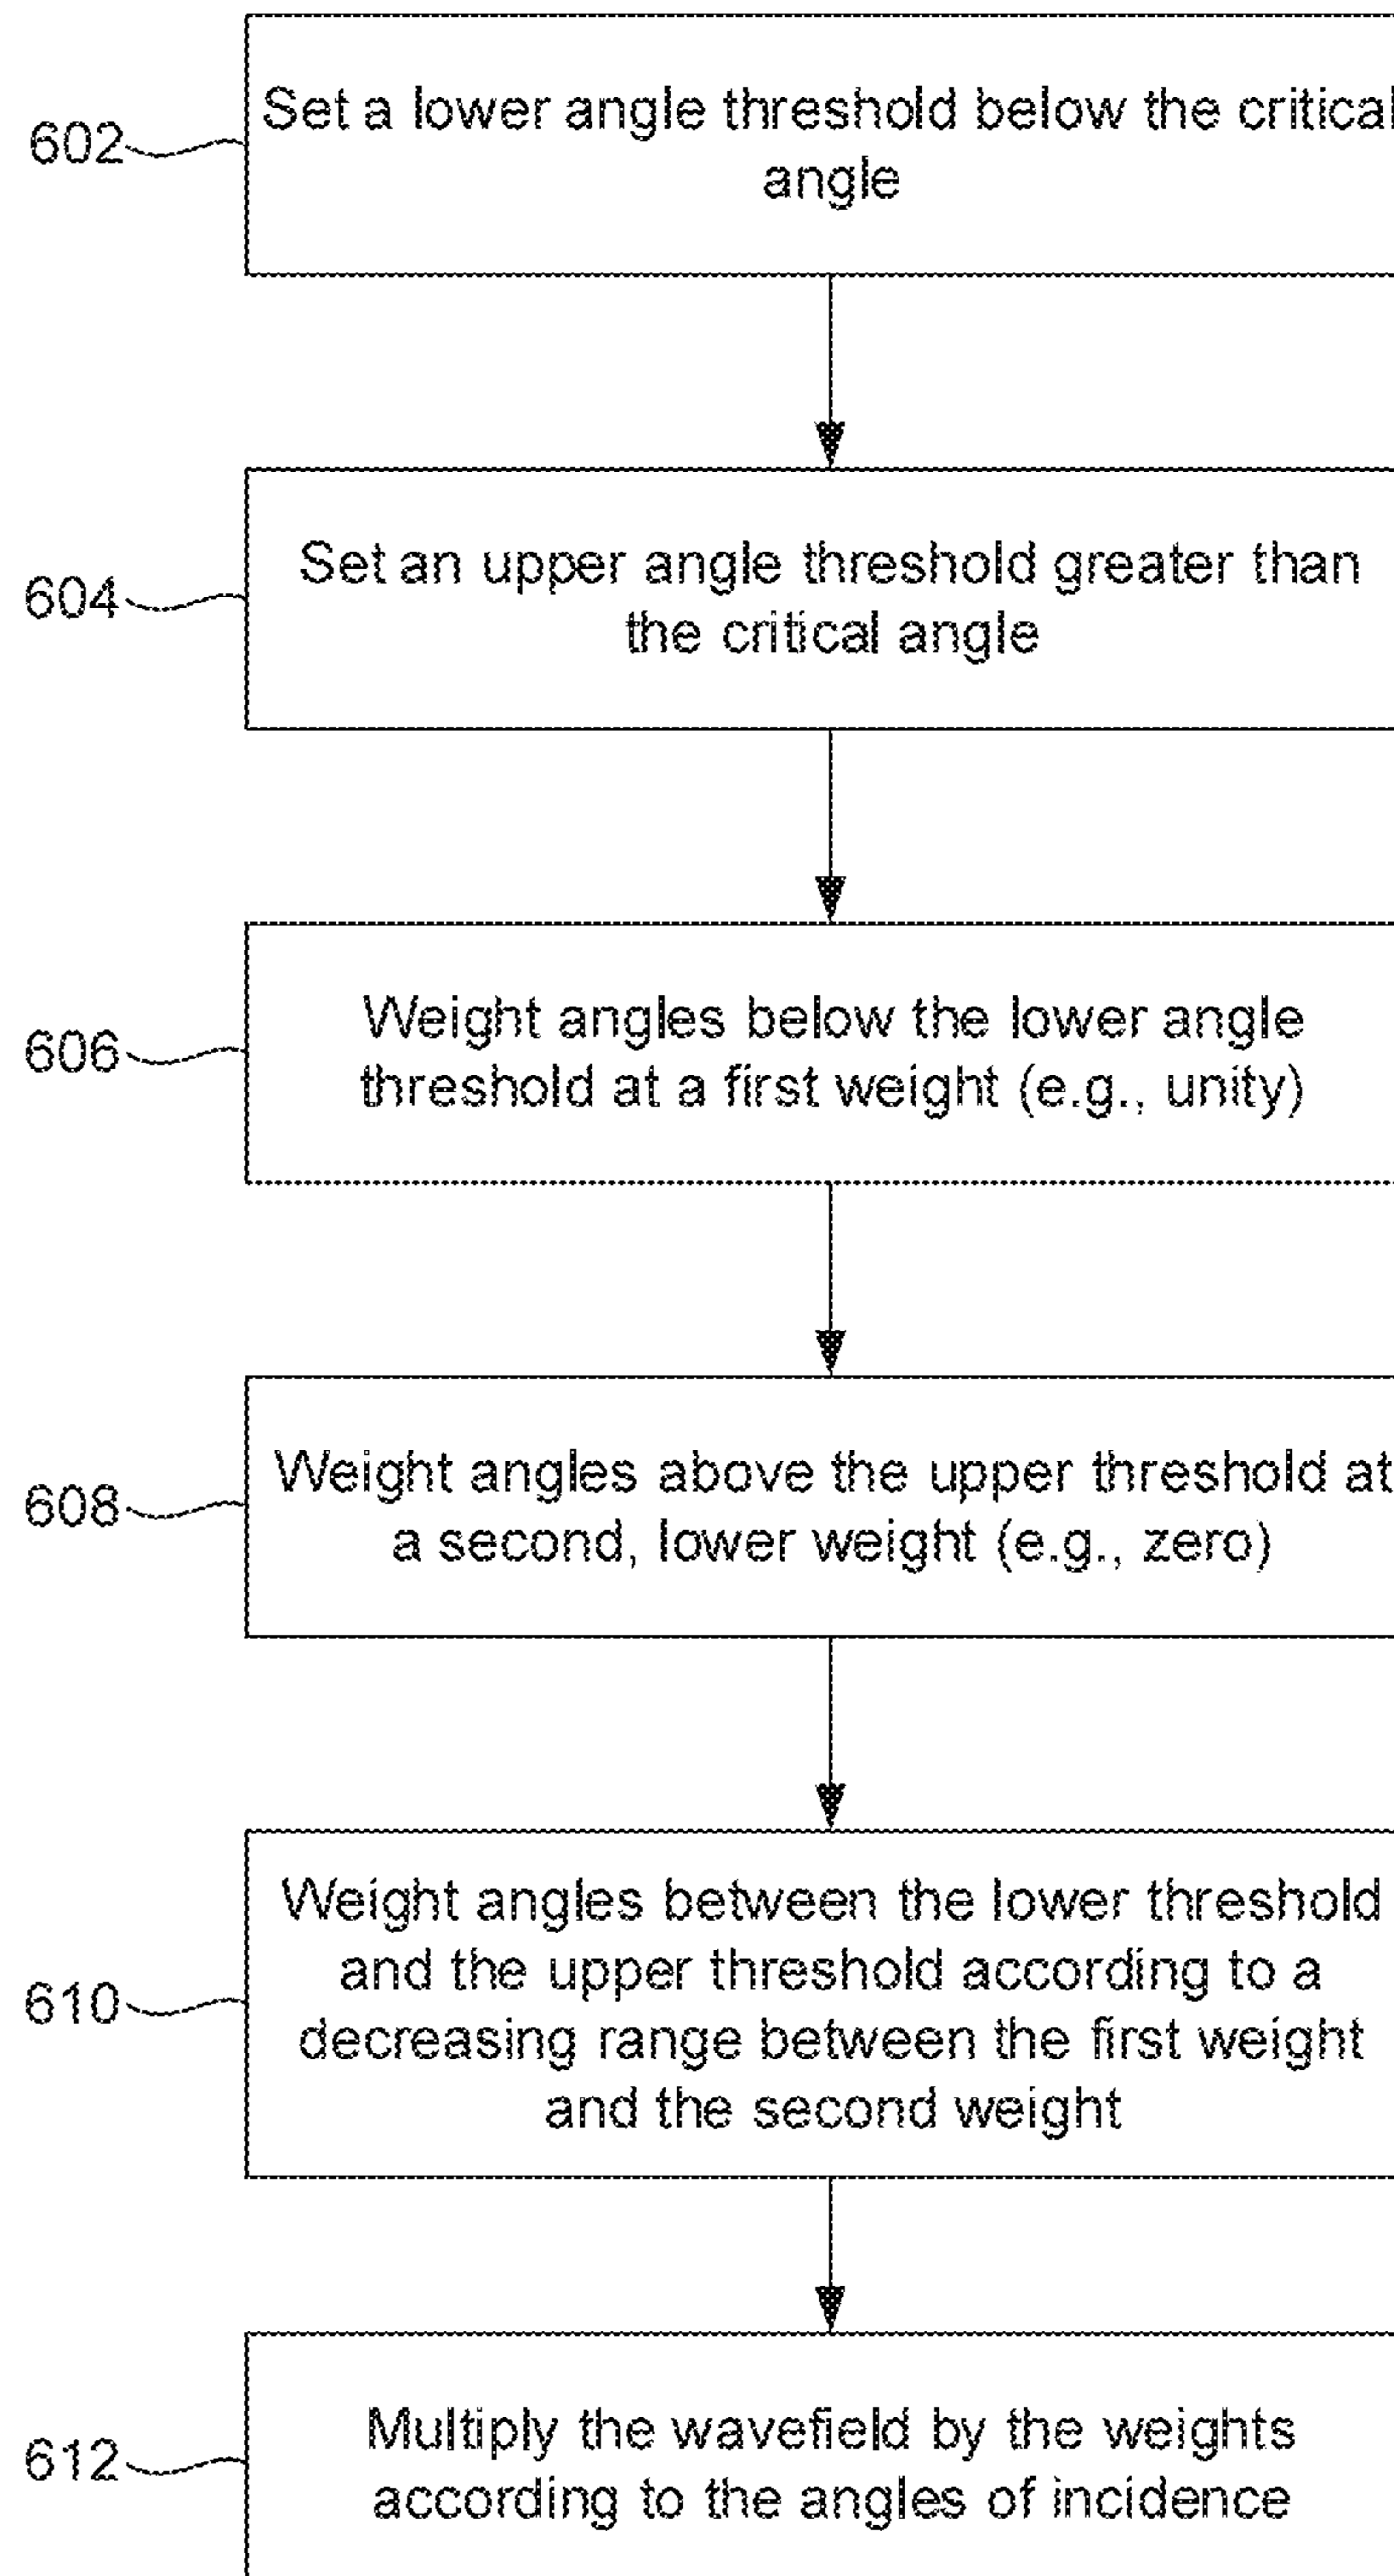 602
Set a lower angle threshold below the critical
angle
604
Set an upper angle threshold greater than
the critical angle
606
Weight angles below the lower angle
threshold at a first weight (e.g., unity)
608
Weight angles above the upper threshold at
a second, lower weight (e.g., zero)
610
Weight angles between the lower threshold
and the upper threshold according to a
decreasing range between the first weight
and the second weight
612
Multiply the wavefield by the weights
according to the angles of incidence